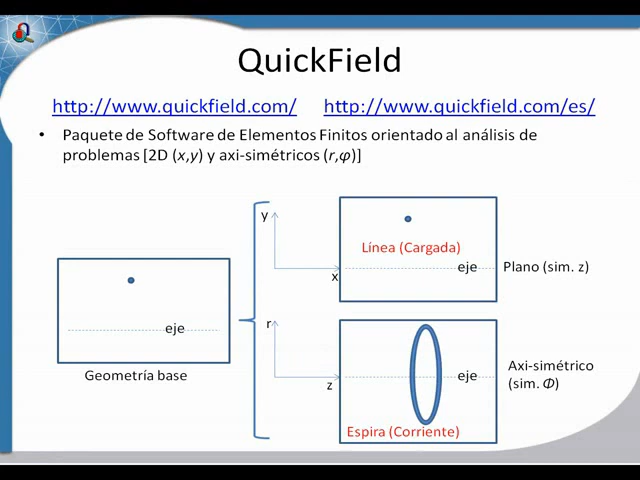 QuickField
http://www.quickfield.com/ http://www.quickfield.com/es/
• Paquete de Software de Elementos Finitos orientado al análisis de
problemas [2D (x,y) y axi-simétricos (r,φ)]
y
Línea (Cargada)
eje
x
Plano (sim. z)
eje
Geometría base
r
z
eje
Axi-simétrico
(sim. Φ)
Espira (Corriente)